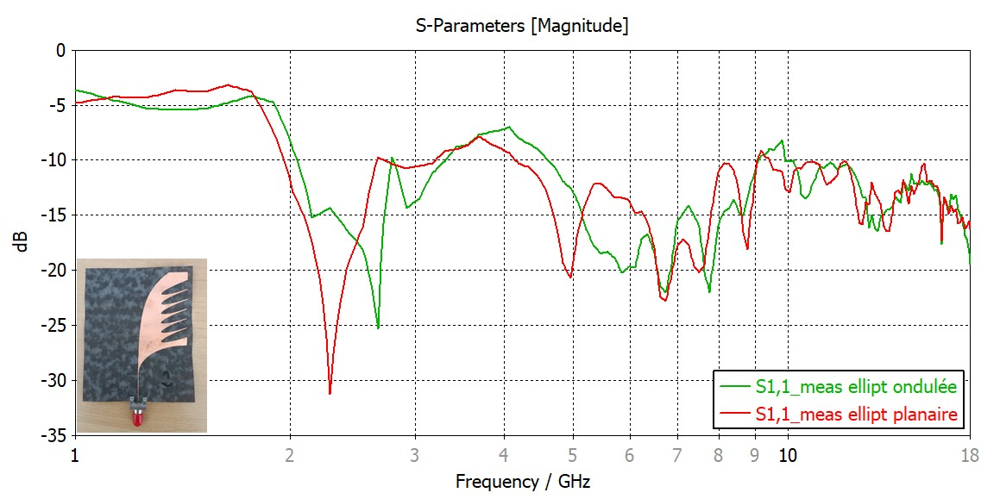 S-Parameters [Magnitude]
0
-5
-10
-15
-20
-25
-30
-35
dB
S1,1_meas ellipt ondulée
S1,1_meas ellipt planaire
1 2 3 4 5 6 7 8 9 10 18
Frequency / GHz